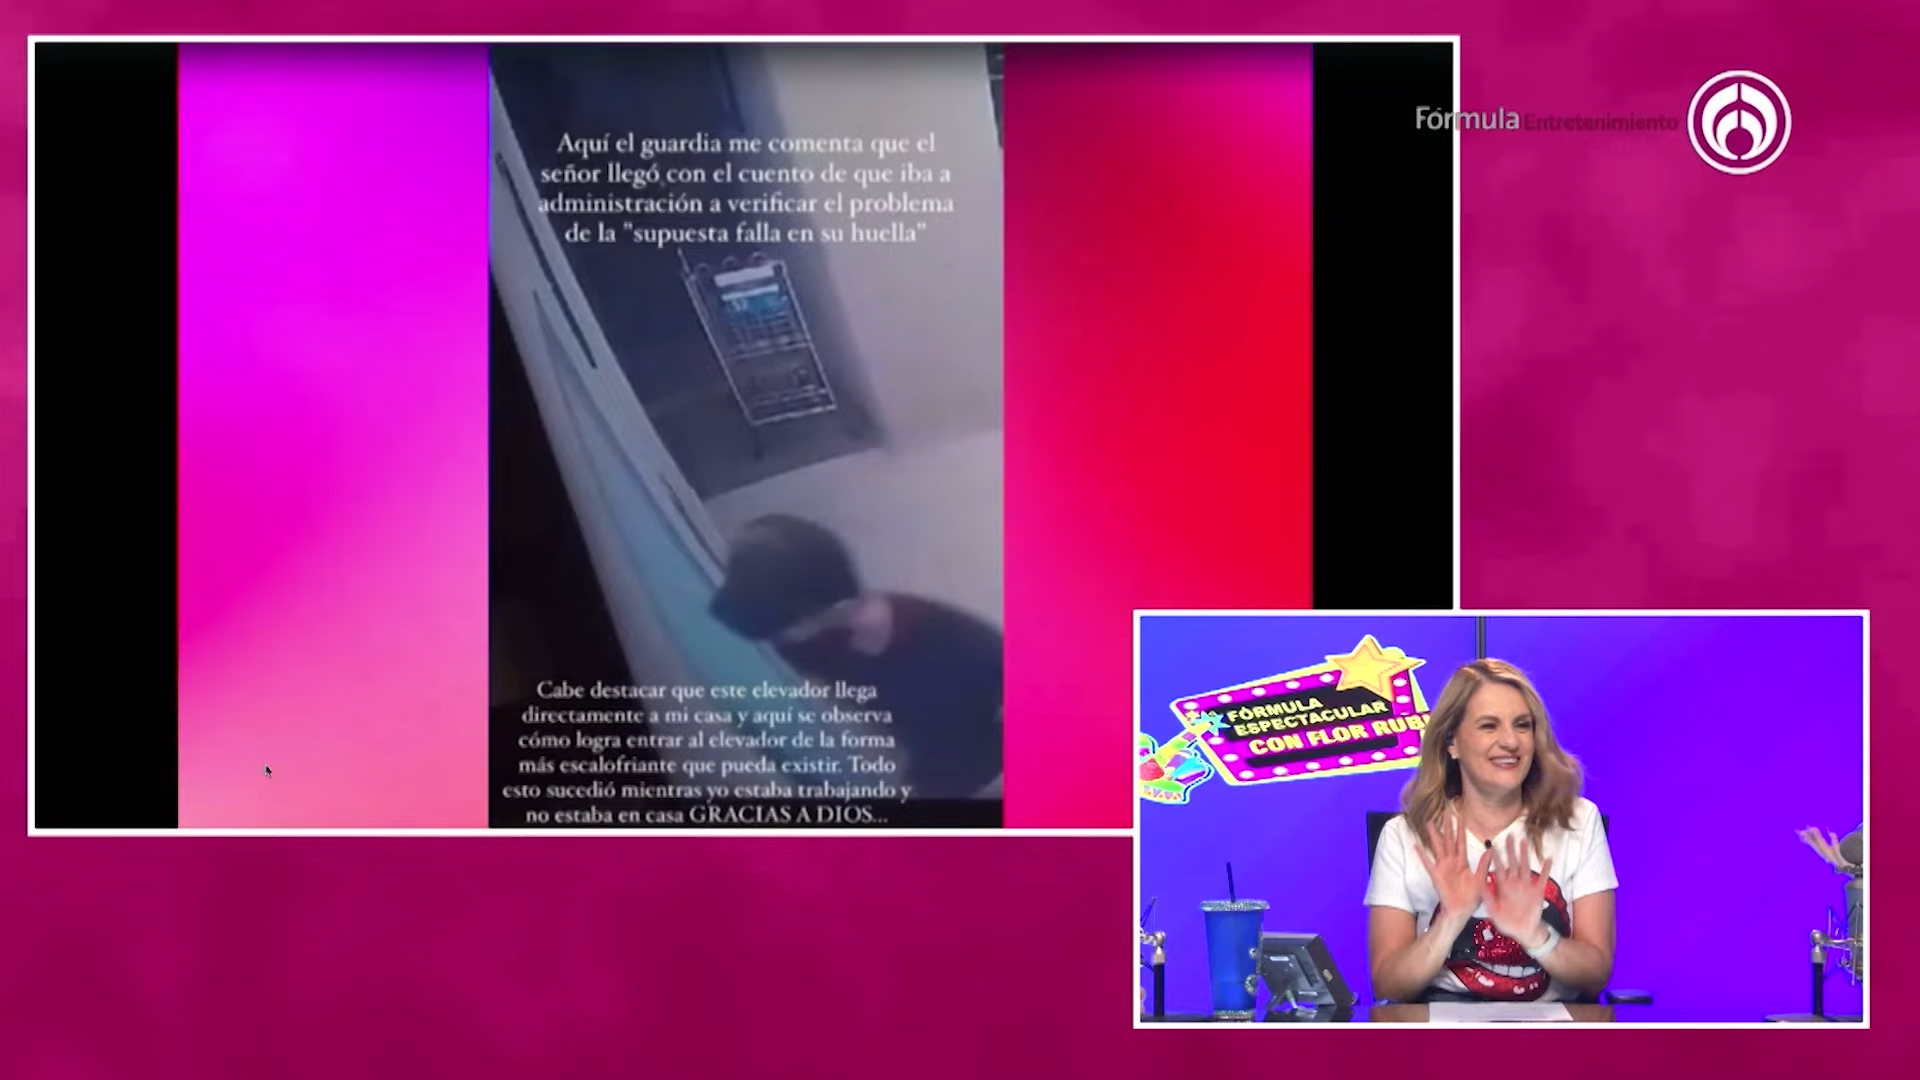 Fórmula Entretenimiento
Aquí el guardia me comenta que el
señor llegó con el cuento de que iba a
administración a verificar el problema
de la "supuesta falla en su huella"
Cabe destacar que este elevador llega
directamente a mi casa y aquí se observa
cómo logra entrar al elevador de la forma
más escalofriante que pueda existir. Todo
esto sucedió mientras yo estaba trabajando y
no estaba en casa GRACIAS A DIOS...
FÓRMULA
ESPECTACULAR
CON FLOR RUBI